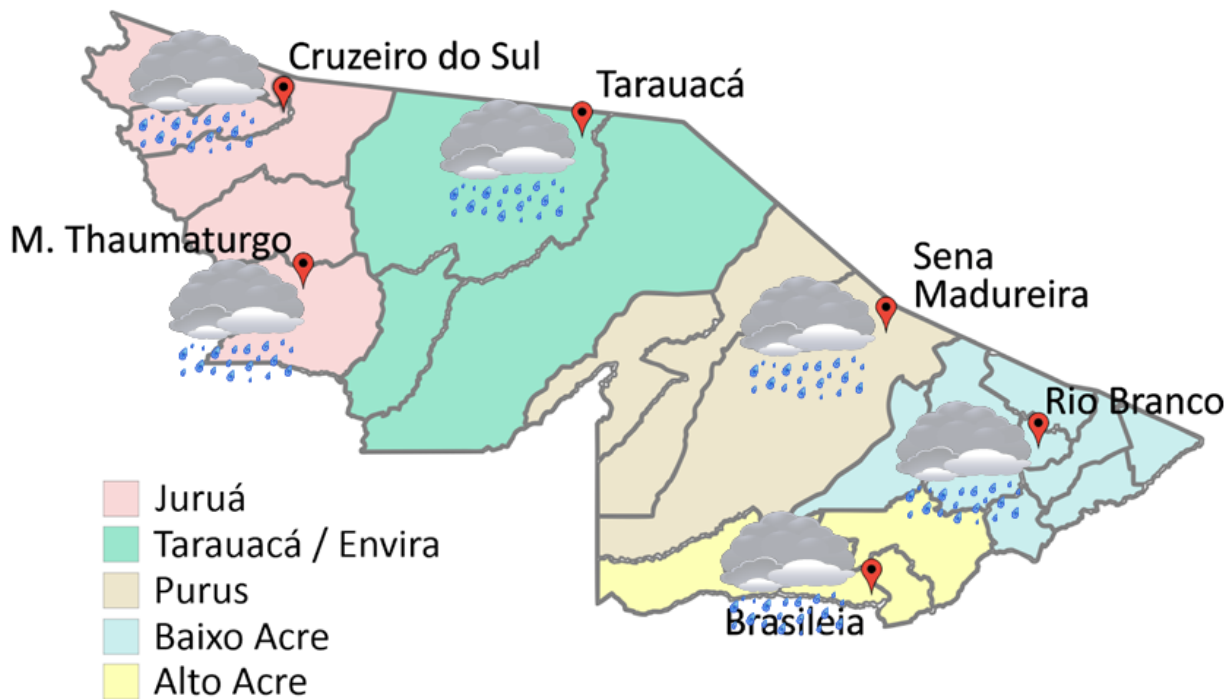 Cruzeiro do Sul
Tarauacá
M. Thaumaturgo
Sena
Madureira
Rio Branco
Brasileia
Juruá
Tarauacá / Envira
Purus
Baixo Acre
Alto Acre